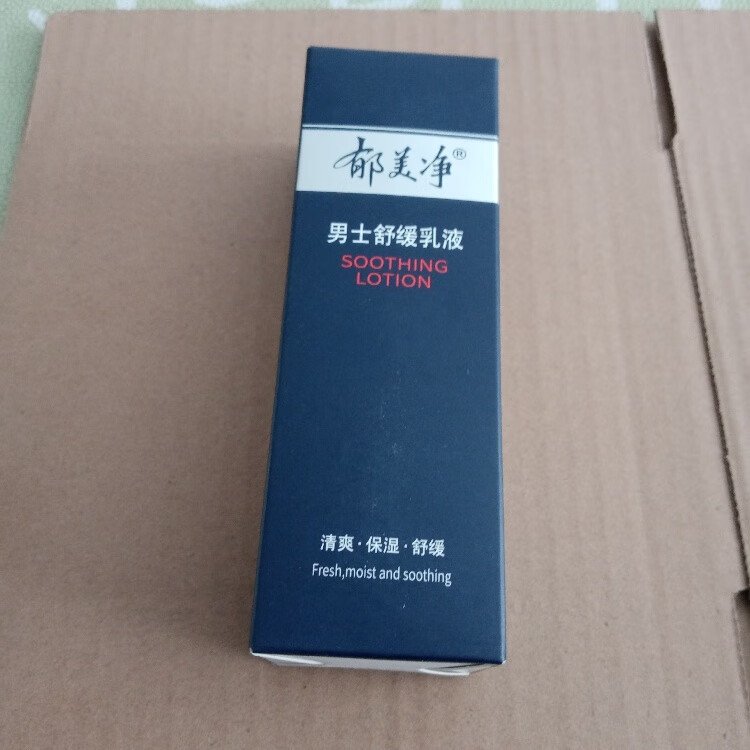 郁美净®
男士舒缓乳液
SOOTHING
LOTION
清爽·保湿·舒缓
Fresh,moist and soothing